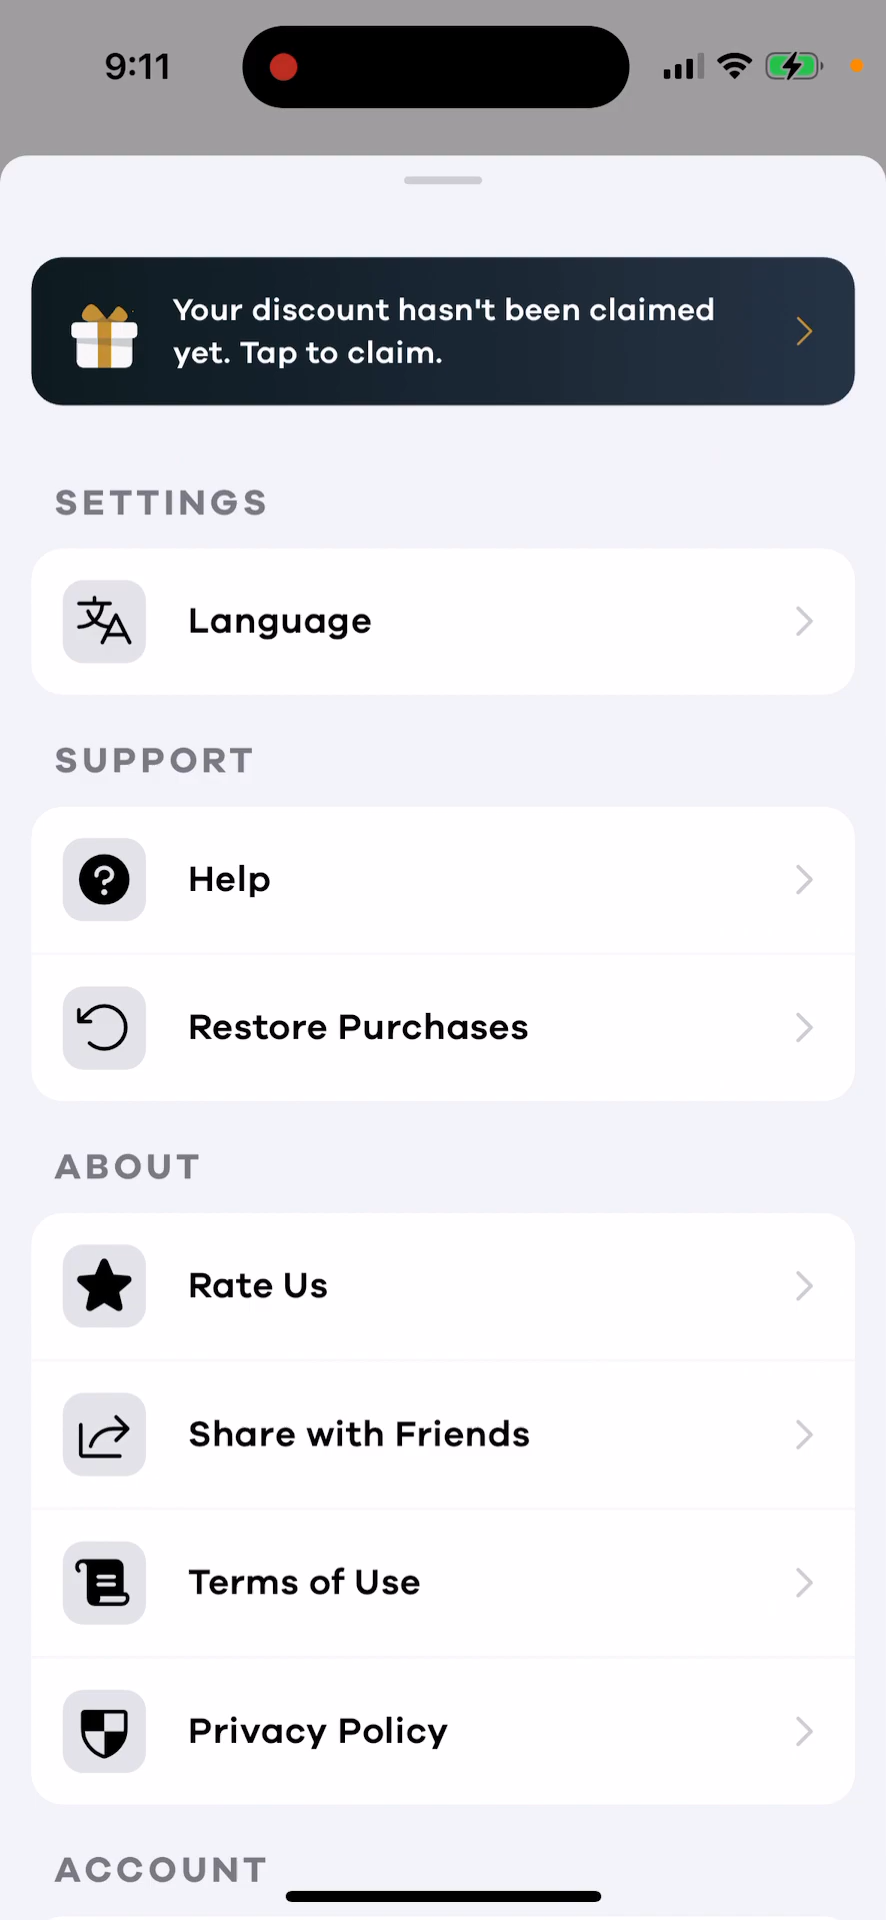 9:11
Your discount hasn't been claimed
yet. Tap to claim.
SETTINGS
Language
SUPPORT
Help
Restore Purchases
ABOUT
Rate Us
Share with Friends
Terms of Use
Privacy Policy
ACCOUNT